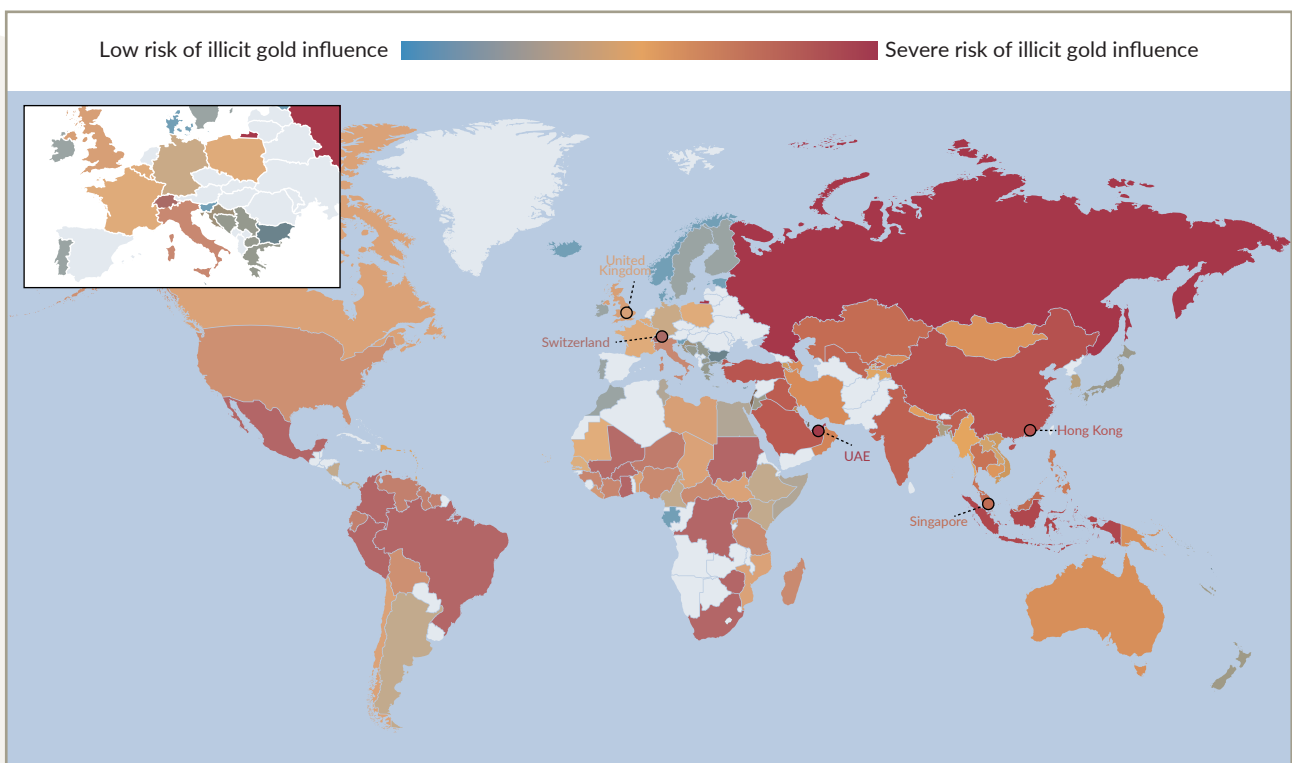 Low risk of illicit gold influence
Severe risk of illicit gold influence
United
Kingdom
Switzerland
UAE
Hong Kong
Singapore